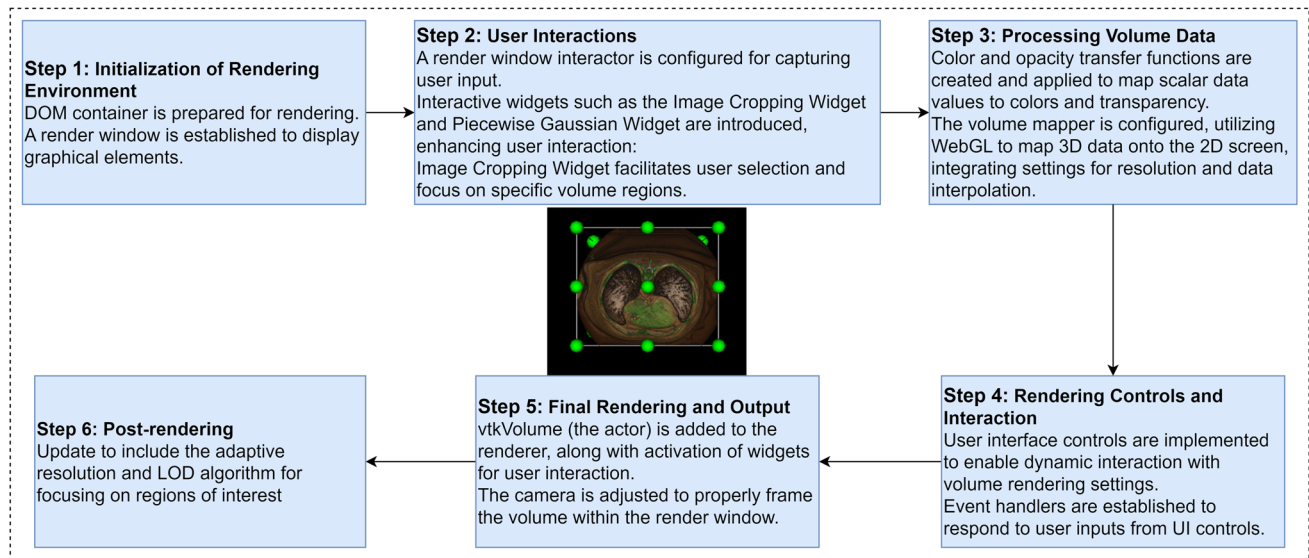 Step 1: Initialization of Rendering
Environment
DOM container is prepared for rendering.
A render window is established to display
graphical elements.
Step 2: User Interactions
A render window interactor is configured for capturing
user input.
Interactive widgets such as the Image Cropping Widget
and Piecewise Gaussian Widget are introduced,
enhancing user interaction:
Image Cropping Widget facilitates user selection and
focus on specific volume regions.
Step 3: Processing Volume Data
Color and opacity transfer functions are
created and applied to map scalar data
values to colors and transparency.
The volume mapper is configured, utilizing
WebGL to map 3D data onto the 2D screen,
integrating settings for resolution and data
interpolation.
Step 4: Rendering Controls and
Interaction
User interface controls are implemented
to enable dynamic interaction with
volume rendering settings.
Event handlers are established to
respond to user inputs from UI controls.
Step 5: Final Rendering and Output
vtkVolume (the actor) is added to the
renderer, along with activation of widgets
for user interaction.
The camera is adjusted to properly frame
the volume within the render window.
Step 6: Post-rendering
Update to include the adaptive
resolution and LOD algorithm for
focusing on regions of interest